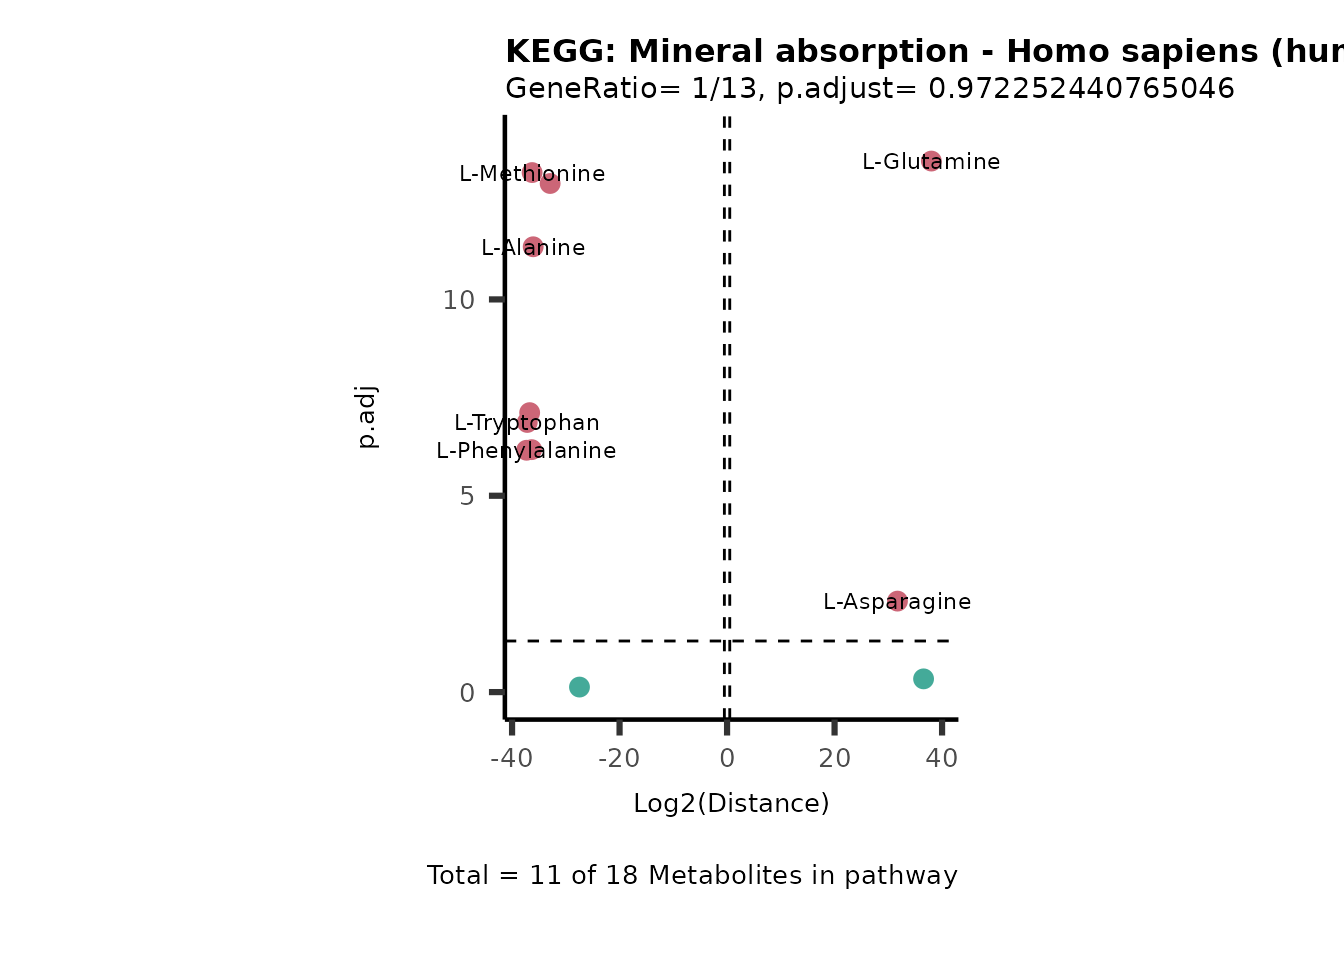 KEGG: Mineral absorption - Homo sapiens (hur
GeneRatio= 1/13, p.adjust= 0.972252440765046
L-Glutamine
L-Methionine
L-Alanine
10
L-Tryptophan
p.adj
L-Phenylalanine
5
L-Asparagine
0
-40 -20 0 20 40
Log2(Distance)
Total = 11 of 18 Metabolites in pathway